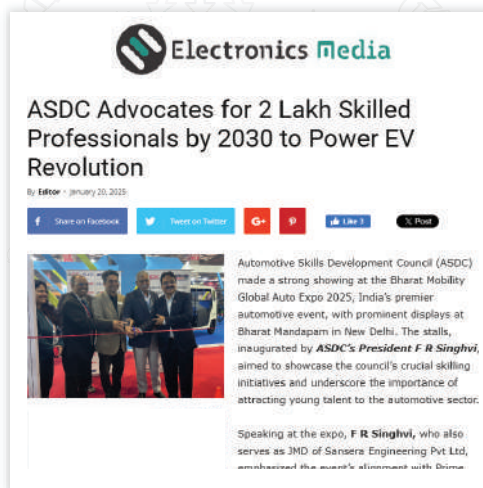 Electronics Media
ASDC Advocates for 2 Lakh Skilled
Professionals by 2030 to Power EV
Revolution
By Editor - January 20, 2025
Share on Facebook
Tweet on Twitter
G+
Like 3
X Post
Automotive Skills Development Council (ASDC)
made a strong showing at the Bharat Mobility
Global Auto Expo 2025, India's premier
automotive event, with prominent displays at
Bharat Mandapam in New Delhi. The stalls,
inaugurated by ASDC's President F R Singhvi,
aimed to showcase the council's crucial skilling
initiatives and underscore the importance of
attracting young talent to the automotive sector.
Speaking at the expo, F R Singhvi, who also
serves as JMD of Sansera Engineering Pvt Ltd,
emphasized the event's alignment with Prime